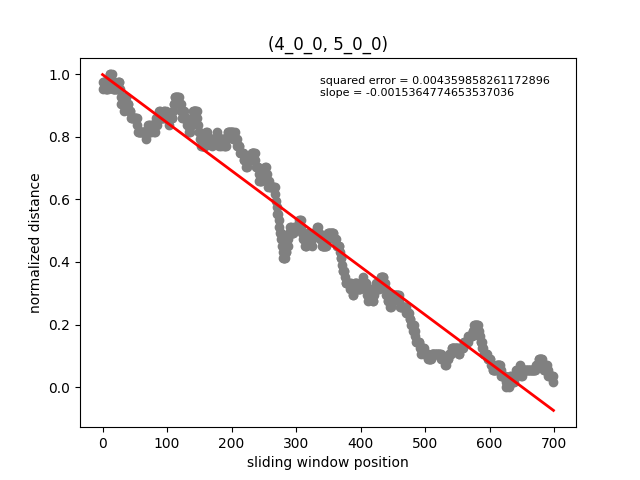 (4_0_0, 5_0_0)
squared error = 0.004359858261172896
slope = -0.0015364774653537036
1.0
0.8
0.6
0.4
0.2
0.0
normalized distance
0 100 200 300 400 500 600 700
sliding window position